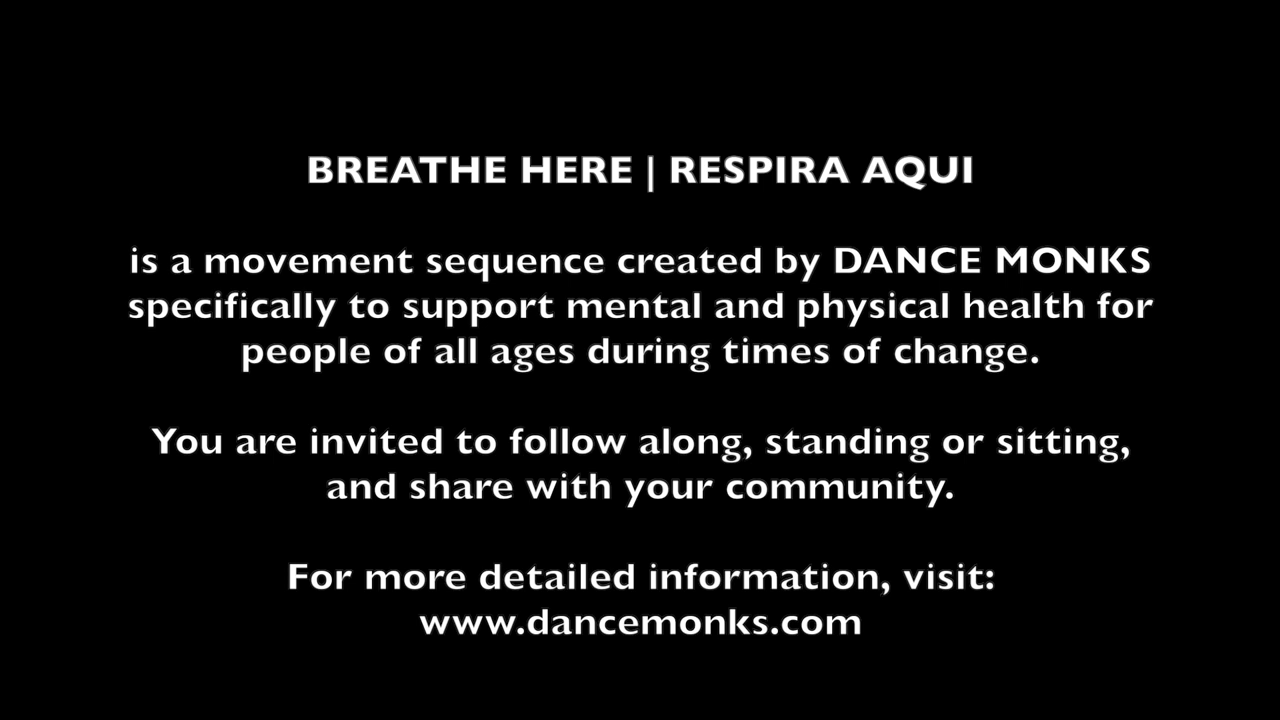 BREATHE HERE | RESPIRA AQUI
is a movement sequence created by DANCE MONKS
specifically to support mental and physical health for
people of all ages during times of change.
You are invited to follow along, standing or sitting,
and share with your community.
For more detailed information, visit:
www.dancemonks.com